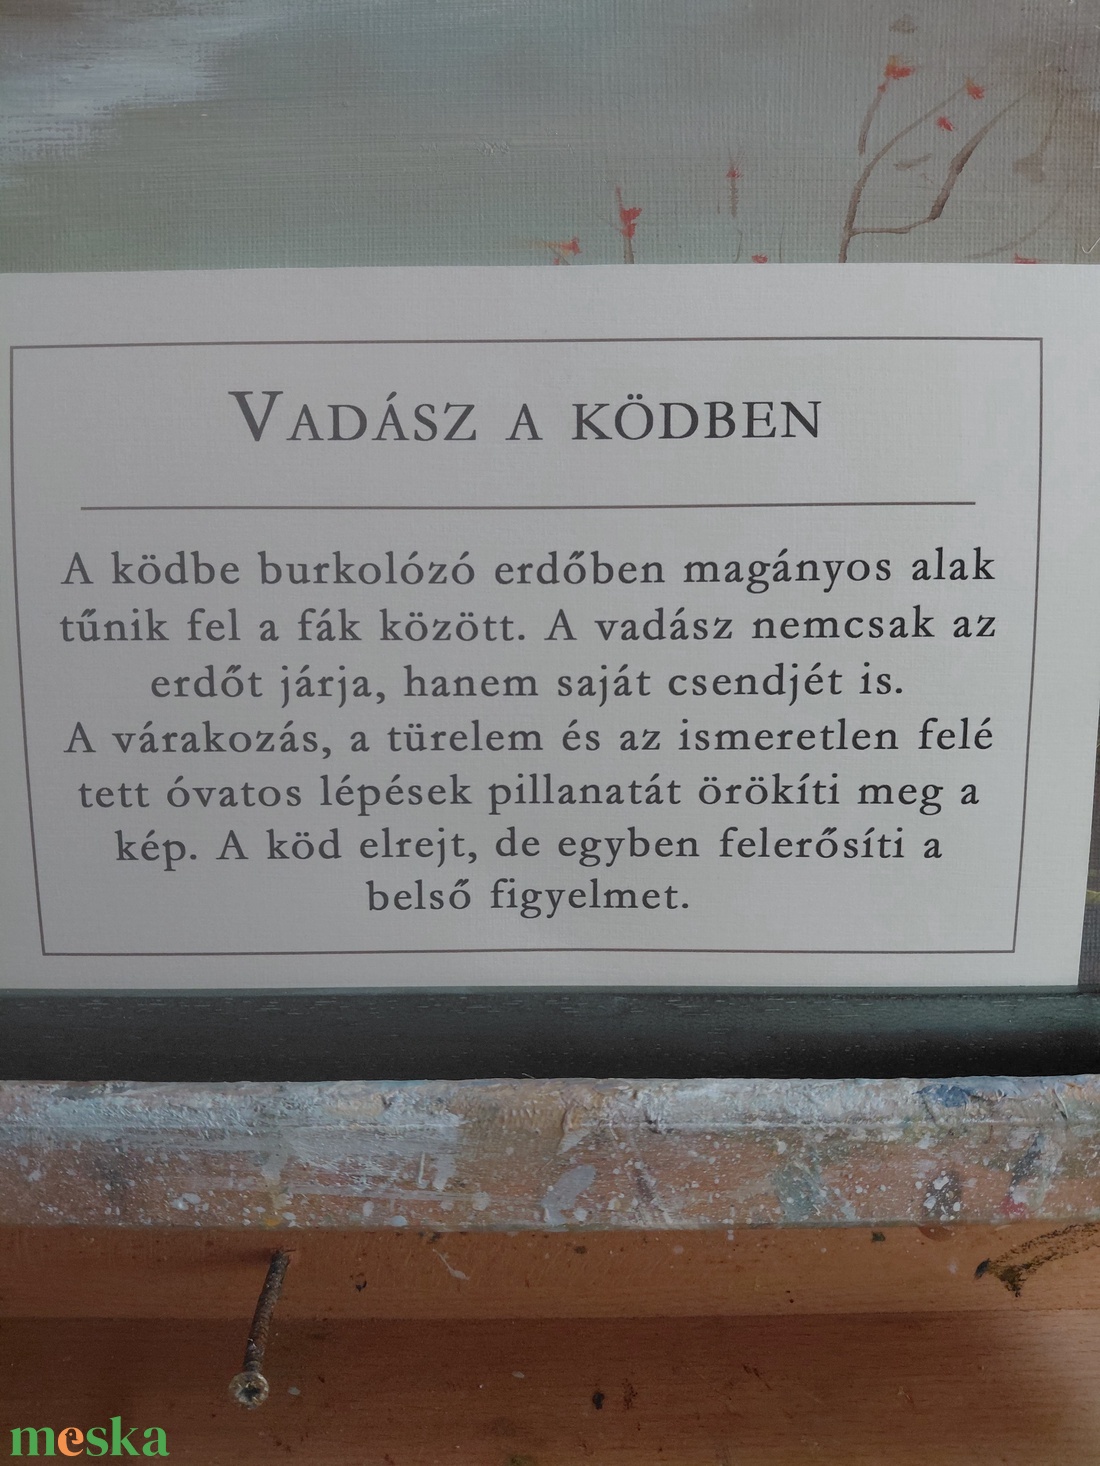 VADÁSZ A KÖDBEN
A ködbe burkolózó erdőben magányos alak
tűnik fel a fák között. A vadász nemcsak az
erdőt járja, hanem saját csendjét is.
A várakozás, a türelem és az ismeretlen felé
tett óvatos lépések pillanatát örökíti meg a
kép. A köd elrejt, de egyben felerősíti a
belső figyelmet.
meska